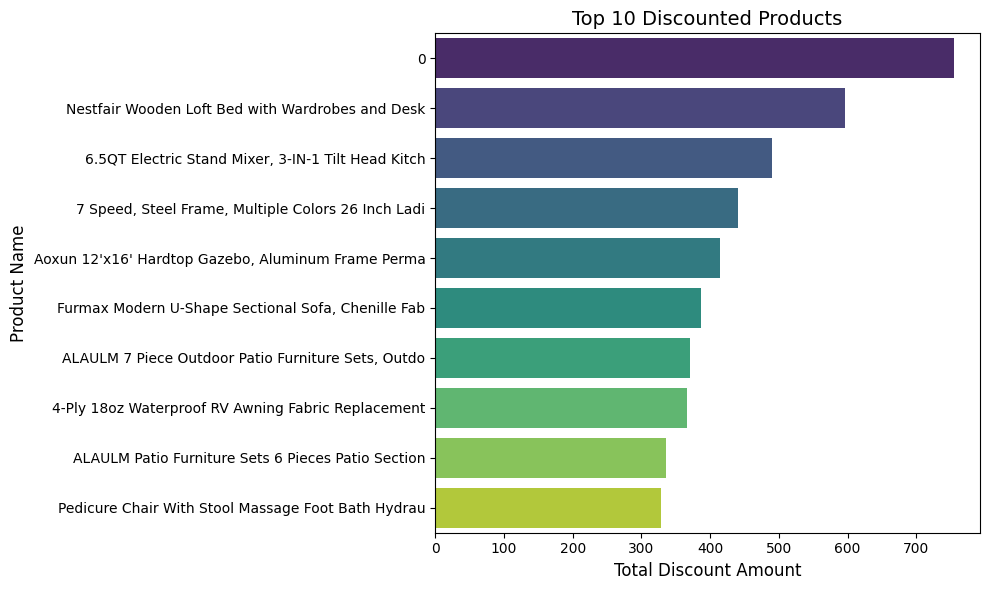 Top 10 Discounted Products
Product Name
0
Nestfair Wooden Loft Bed with Wardrobes and Desk
6.5QT Electric Stand Mixer, 3-IN-1 Tilt Head Kitch
7 Speed, Steel Frame, Multiple Colors 26 Inch Ladi
Aoxun 12'x16' Hardtop Gazebo, Aluminum Frame Perma
Furmax Modern U-Shape Sectional Sofa, Chenille Fab
ALAULM 7 Piece Outdoor Patio Furniture Sets, Outdo
4-Ply 18oz Waterproof RV Awning Fabric Replacement
ALAULM Patio Furniture Sets 6 Pieces Patio Section
Pedicure Chair With Stool Massage Foot Bath Hydrau
0 100 200 300 400 500 600 700
Total Discount Amount